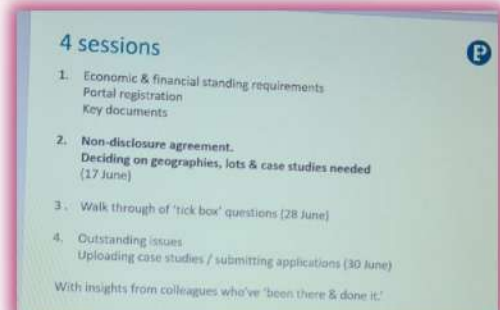 4 sessions
P
1. Economic & financial standing requirements
Portal registration
Key documents
2. Non-disclosure agreement.
Deciding on geographies, lots & case studies needed
(17 June)
3. Walk through of 'tick box' questions (28 June)
4. Outstanding issues
Uploading case studies / submitting applications (30 June)
With insights from colleagues who've 'been there & done it.'